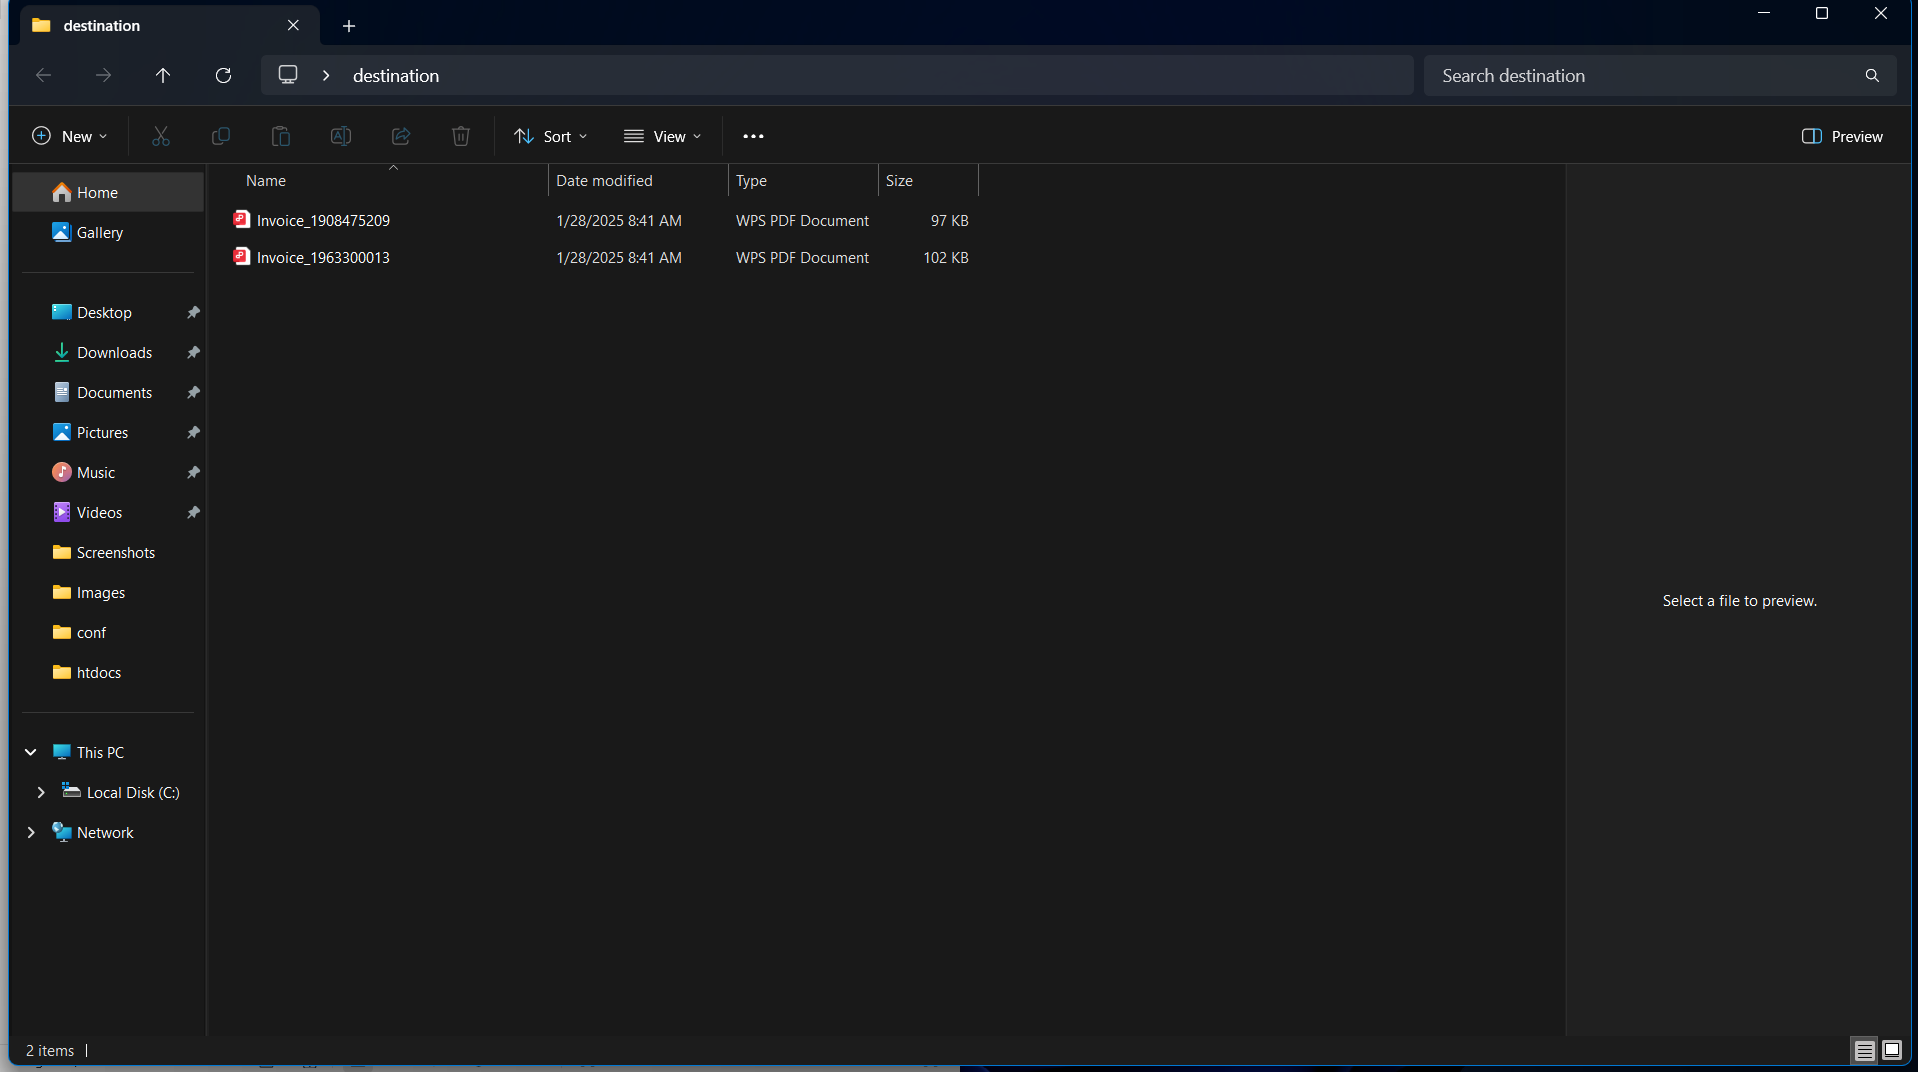 destination
destination
Search destination
New
Sort
View
Preview
Name
Date modified
Type
Size
Home
Gallery
Invoice_1908475209 1/28/2025 8:41 AM WPS PDF Document 97 KB
Invoice_1963300013 1/28/2025 8:41 AM WPS PDF Document 102 KB
Desktop
Downloads
Documents
Pictures
Music
Videos
Screenshots
Images
conf
htdocs
This PC
Local Disk (C:)
Network
Select a file to preview.
2 items